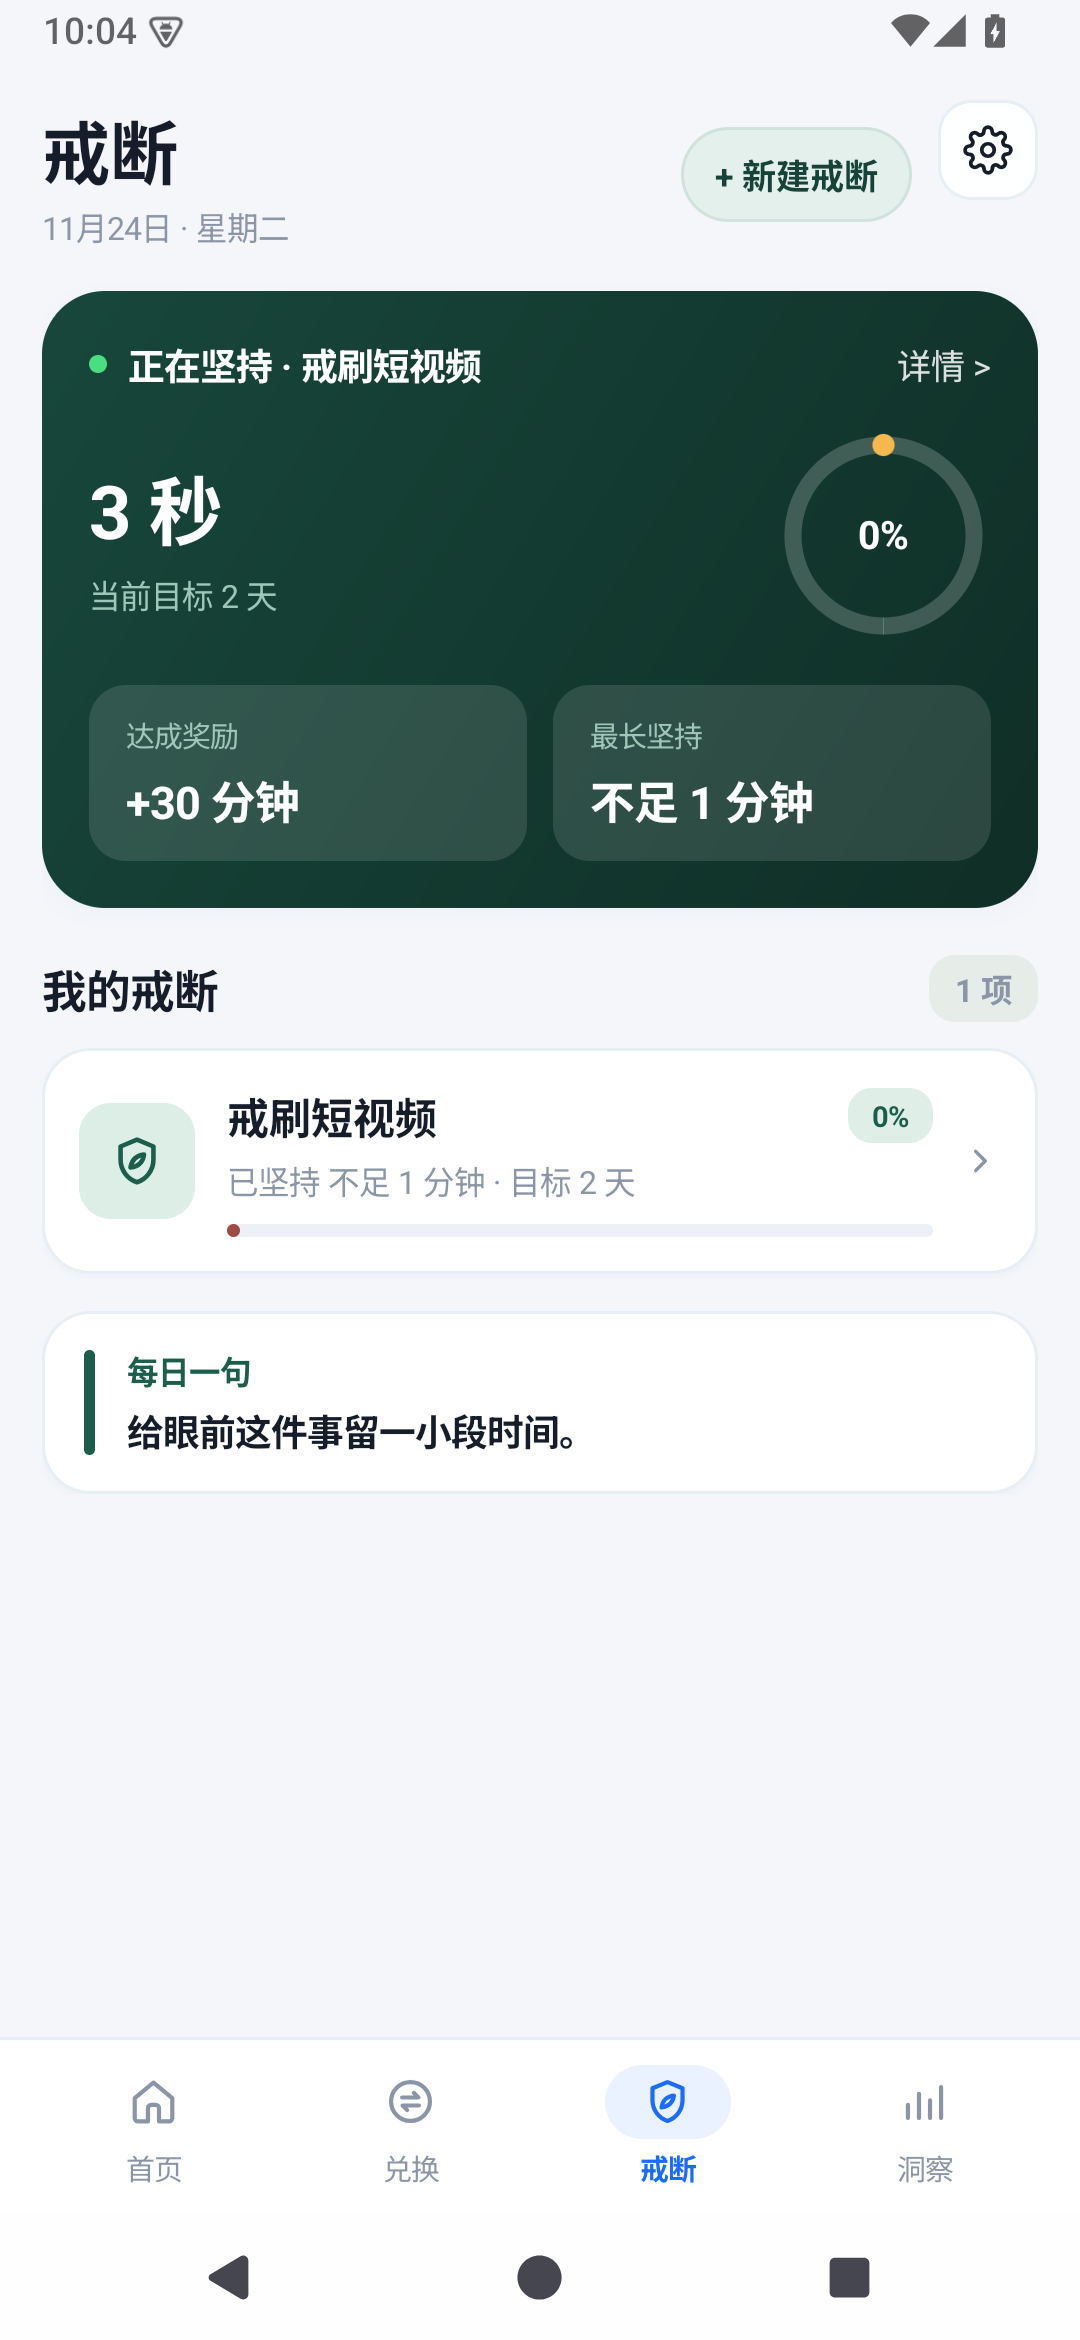 10:04
戒断
+ 新建戒断
11月24日 · 星期二
正在坚持 · 戒刷短视频
详情 >
3 秒
0%
当前目标 2 天
达成奖励
最长坚持
+30 分钟
不足 1 分钟
我的戒断
1 项
戒刷短视频
0%
已坚持 不足 1 分钟 · 目标 2 天
每日一句
给眼前这件事留一小段时间。
首页
兑换
戒断
洞察